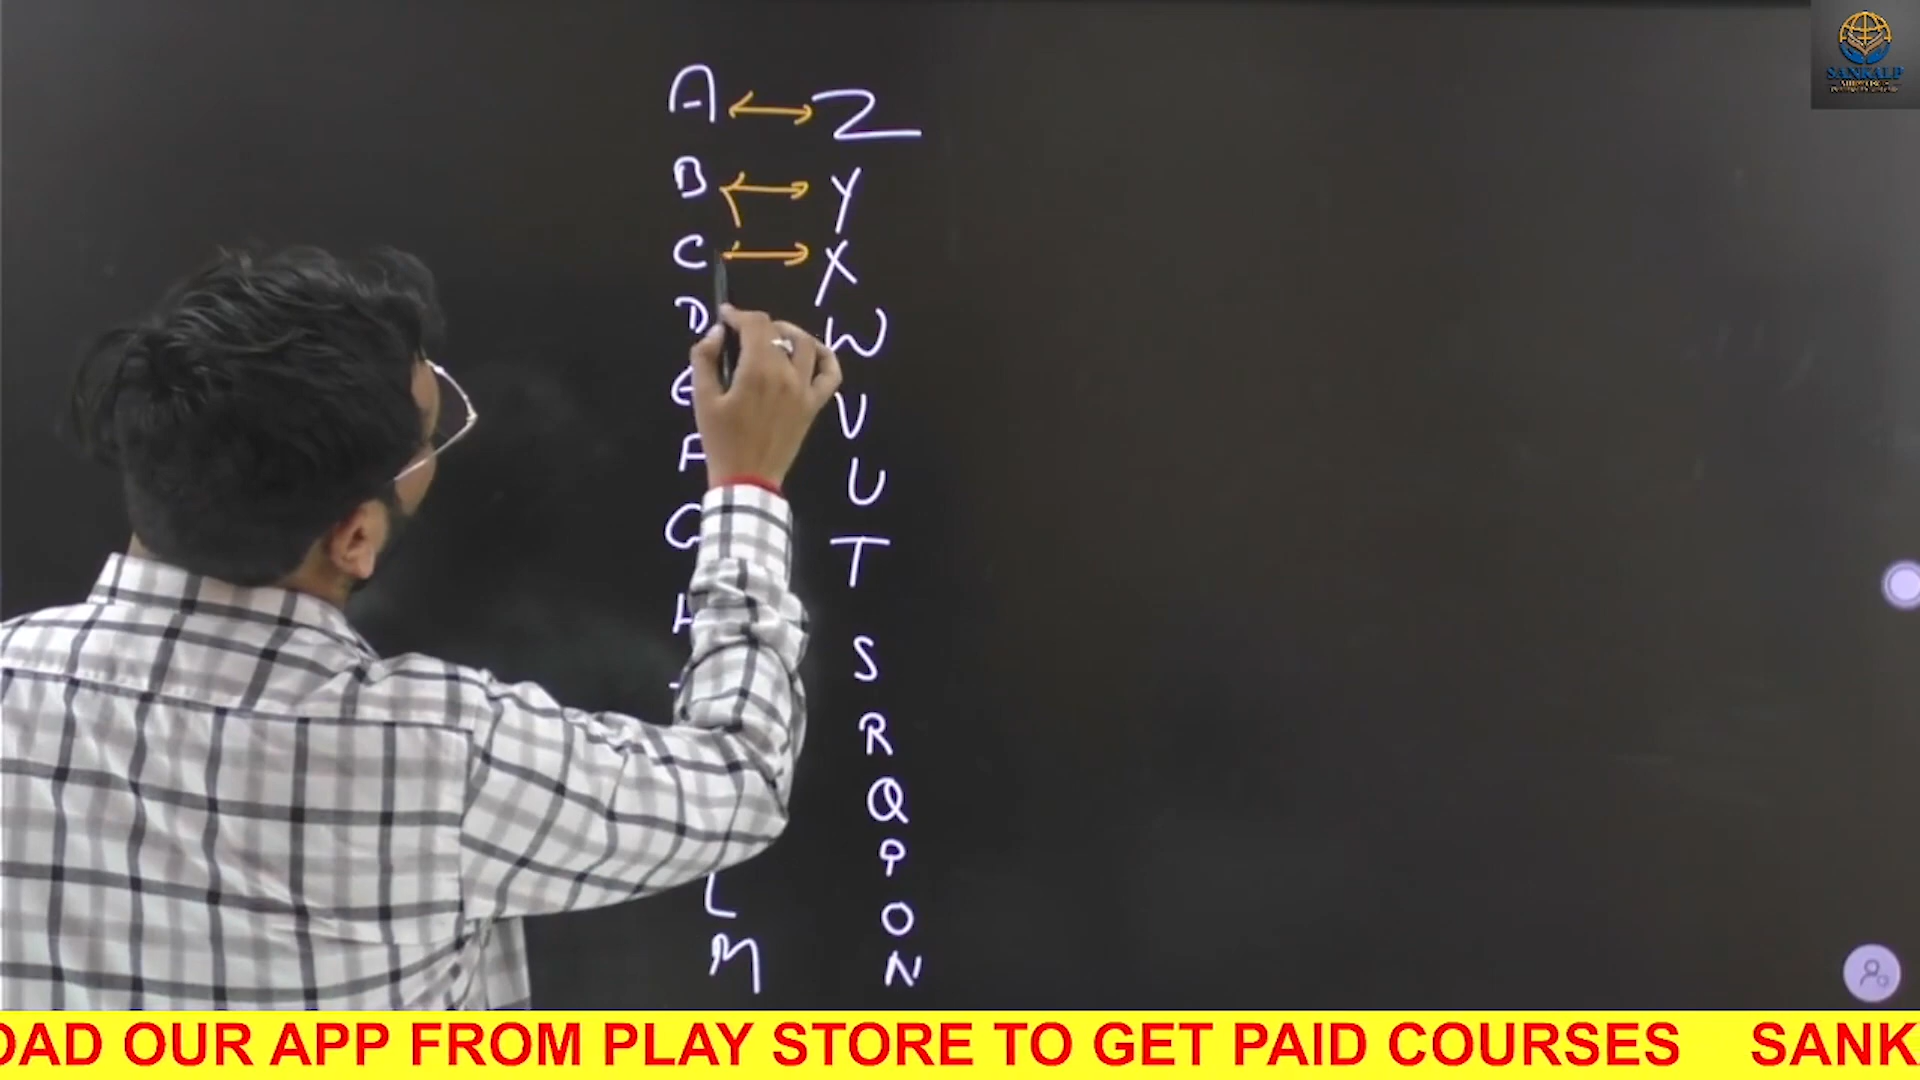 SANKALP
A Z
B Y
C X
D W
E V
F U
G T
H S
R
Q
P
L O
M N
OAD OUR APP FROM PLAY STORE TO GET PAID COURSES SANK